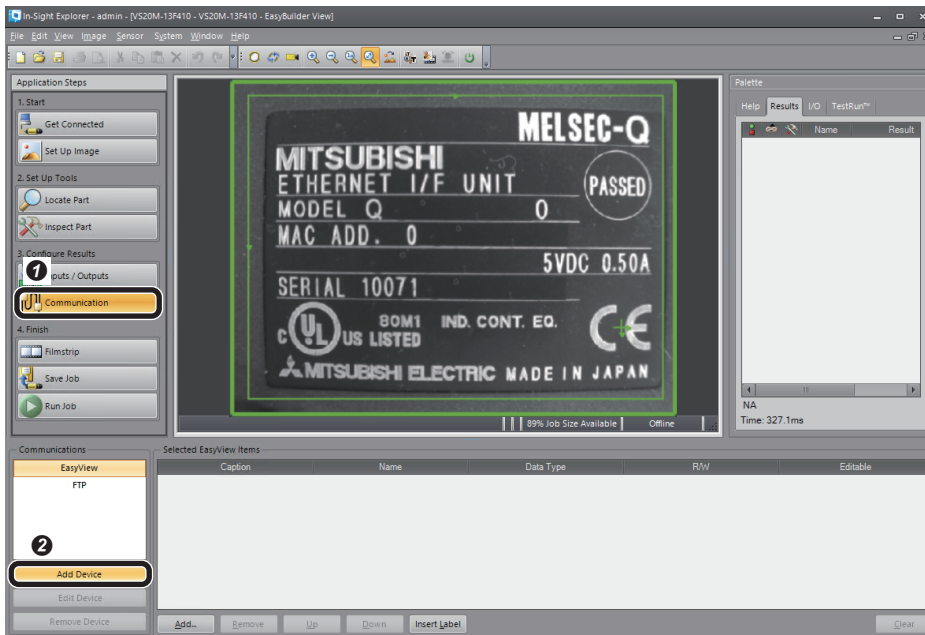 In-Sight Explorer - admin - [VS20M-13F410 - VS20M-13F410 - EasyBuilder View]
File Edit View Image Sensor System Window Help
Application Steps
1. Start
Get Connected
Set Up Image
2. Set Up Tools
Locate Part
Inspect Part
3. Configure Results
1
puts / Outputs
Communication
4. Finish
Filmstrip
Save Job
Run Job
MELSEC-Q
MITSUBISHI
ETHERNET I/F UNIT
PASSED
MODEL Q 0
MAC ADD. 0
5VDC 0.50A
SERIAL 10071
C UL US LISTED
80M1 IND. CONT. EQ.
CE
MITSUBISHI ELECTRIC MADE IN JAPAN
89% Job Size Available Offline
Palette
Help Results I/O TestRun™
Name Result
NA
Time: 327.1ms
Communications
EasyView
FTP
2
Add Device
Edit Device
Remove Device
Selected EasyView Items
Caption Name Data Type R/W Editable
Add... Remove Up Down Insert Label Clear